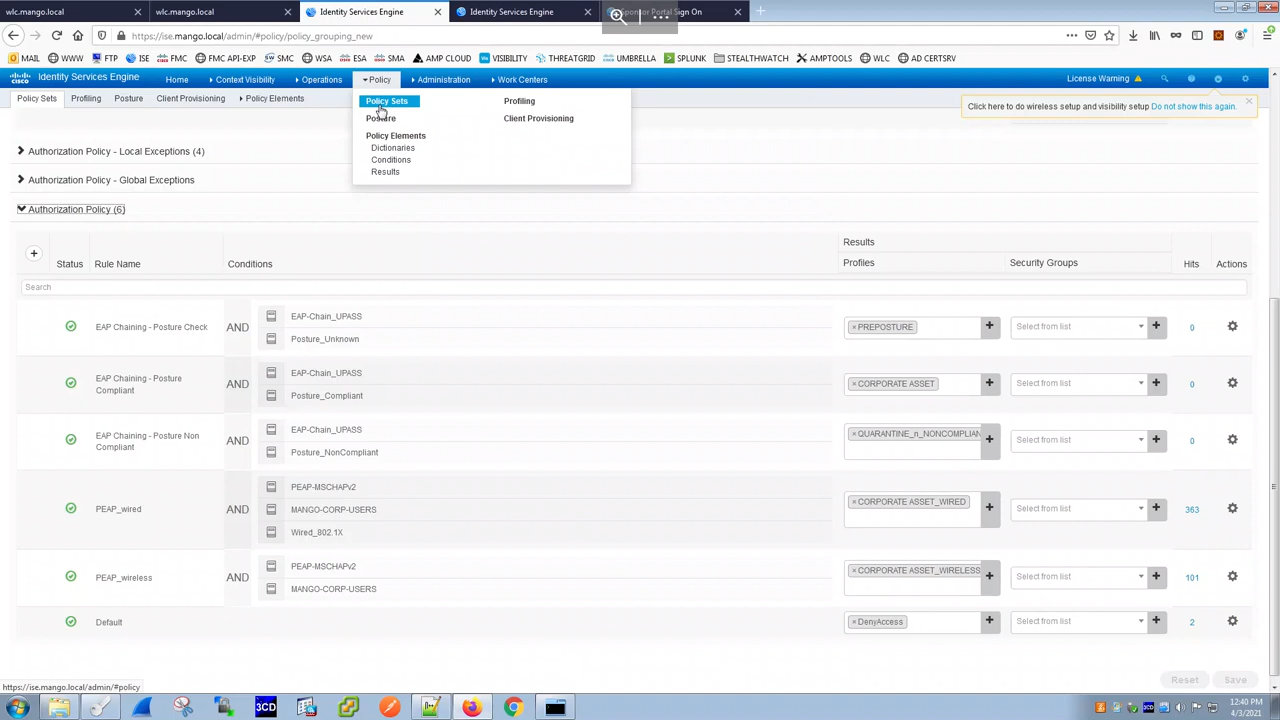 wlc.mango.local
wlc.mango.local
Identity Services Engine
Identity Services Engine
Sponsor Portal Sign On
https://ise.mango.local/admin/#policy/policy_grouping_new
MAIL WWW FTP ISE FMC FMC API-EXP SMC WSA ESA SMA AMP CLOUD VISIBILITY THREATGRID UMBRELLA SPLUNK STEALTHWATCH AMPTOOLS WLC AD CERTSRV
CISCO Identity Services Engine Home Context Visibility Operations Policy Administration Work Centers License Warning
Policy Sets Profiling Posture Client Provisioning Policy Elements
Policy Sets Profiling
Posture Client Provisioning
Policy Elements
Dictionaries
Conditions
Results
Click here to do wireless setup and visibility setup Do not show this again.
Authorization Policy - Local Exceptions (4)
Authorization Policy - Global Exceptions
Authorization Policy (6)
Results
Status Rule Name Conditions Profiles Security Groups Hits Actions
Search
EAP Chaining - Posture Check AND EAP-Chain_UPASS
Posture_Unknown
PREPOSTURE Select from list 0
EAP Chaining - Posture
Compliant
AND EAP-Chain_UPASS
Posture_Compliant
CORPORATE ASSET Select from list 0
EAP Chaining - Posture Non
Compliant
AND EAP-Chain_UPASS
Posture_NonCompliant
QUARANTINE_n_NONCOMPLIAN Select from list 0
PEAP_wired AND PEAP-MSCHAPv2
MANGO-CORP-USERS
Wired_802.1X
CORPORATE ASSET_WIRED Select from list 363
PEAP_wireless AND PEAP-MSCHAPv2
MANGO-CORP-USERS
CORPORATE ASSET_WIRELESS Select from list 101
Default DenyAccess Select from list 2
Reset Save
https://ise.mango.local/admin/#policy
3CD
12:40 PM
4/3/2021